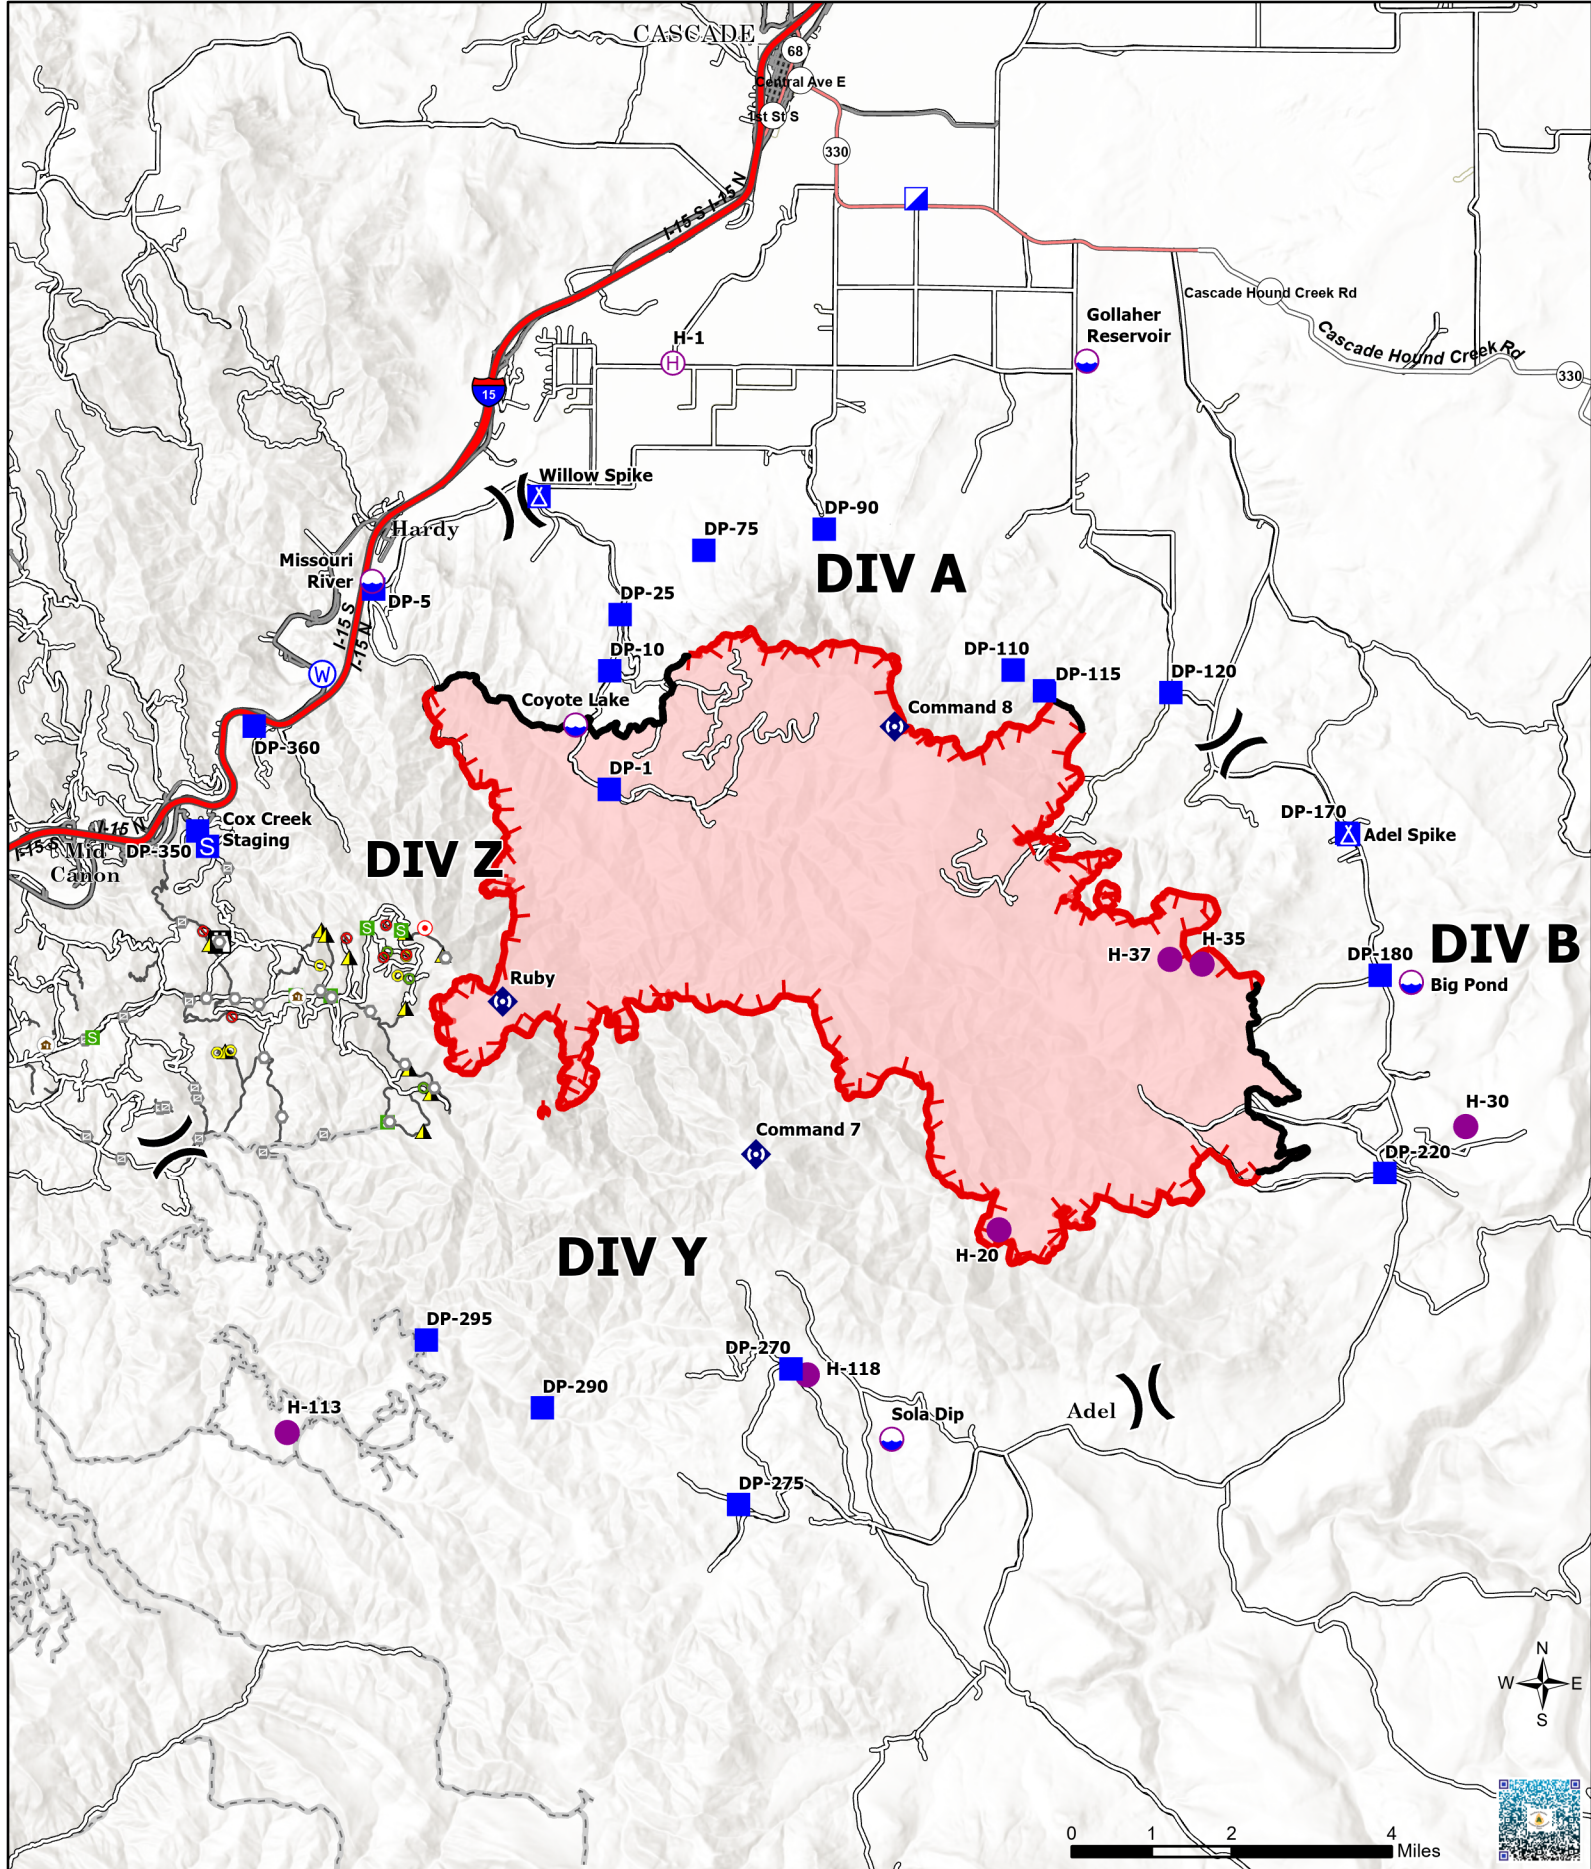 CASCADE
68
Central Ave E
1st St S
330
I-15 S I-15 N
Cascade Hound Creek Rd
Gollaher
Reservoir
Cascade Hound Creek Rd
H-1
H
330
15
Willow Spike
DP-90
Hardy
DP-75
DIV A
Missouri
River
DP-5
DP-25
I-15 S
I-15 N
DP-10
DP-110
W
DP-115
DP-120
Coyote Lake
Command 8
DP-360
DP-1
DP-170
Cox Creek
Staging
I-15 N
I-15 S
Adel Spike
Mid
Canon
DP-350
S
DIV Z
S
S
DIV B
H-35
H-37
DP-180
Ruby
Big Pond
S
H-30
Command 7
DP-220
DIV Y
H-20
DP-295
DP-270
H-118
DP-290
H-113
Sola Dip
Adel
DP-275
N
W
E
S
0
1
2
4
Miles